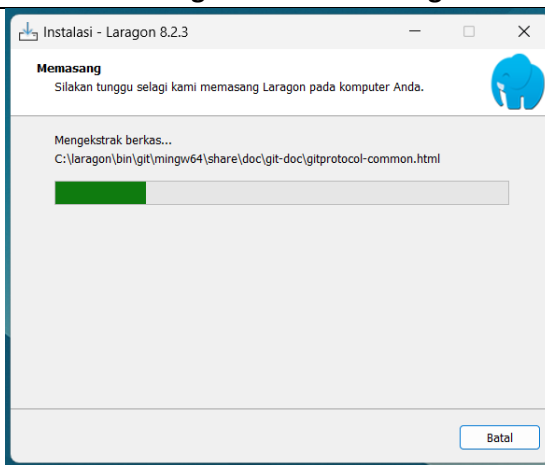 Instalasi - Laragon 8.2.3
Memasang
Silakan tunggu selagi kami memasang Laragon pada komputer Anda.
Mengekstrak berkas...
C:\laragon\bin\git\mingw64\share\doc\git-doc\gitprotocol-common.html
Batal